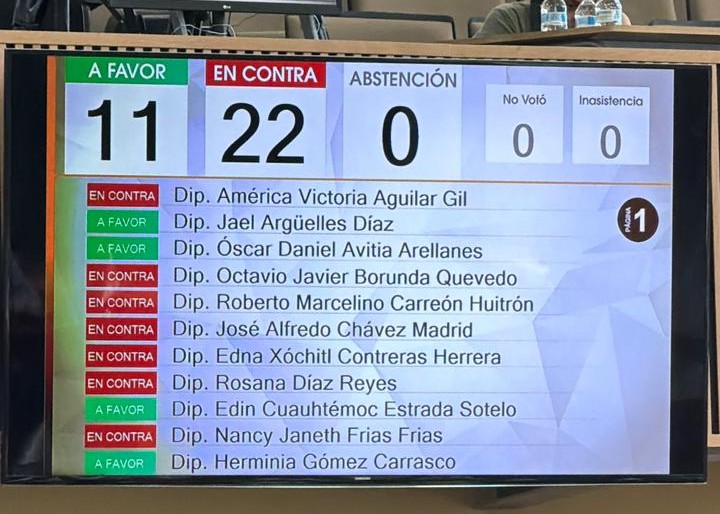 A FAVOR EN CONTRA ABSTENCIÓN No Votó Inasistencia
11 22 0 0 0
EN CONTRA Dip. América Victoria Aguilar Gil
A FAVOR Dip. Jael Argüelles Díaz
PÁGINA 1
A FAVOR Dip. Óscar Daniel Avitia Arellanes
EN CONTRA Dip. Octavio Javier Borunda Quevedo
EN CONTRA Dip. Roberto Marcelino Carreón Huitrón
EN CONTRA Dip. José Alfredo Chávez Madrid
EN CONTRA Dip. Edna Xóchitl Contreras Herrera
EN CONTRA Dip. Rosana Díaz Reyes
A FAVOR Dip. Edin Cuauhtémoc Estrada Sotelo
EN CONTRA Dip. Nancy Janeth Frias Frias
A FAVOR Dip. Herminia Gómez Carrasco